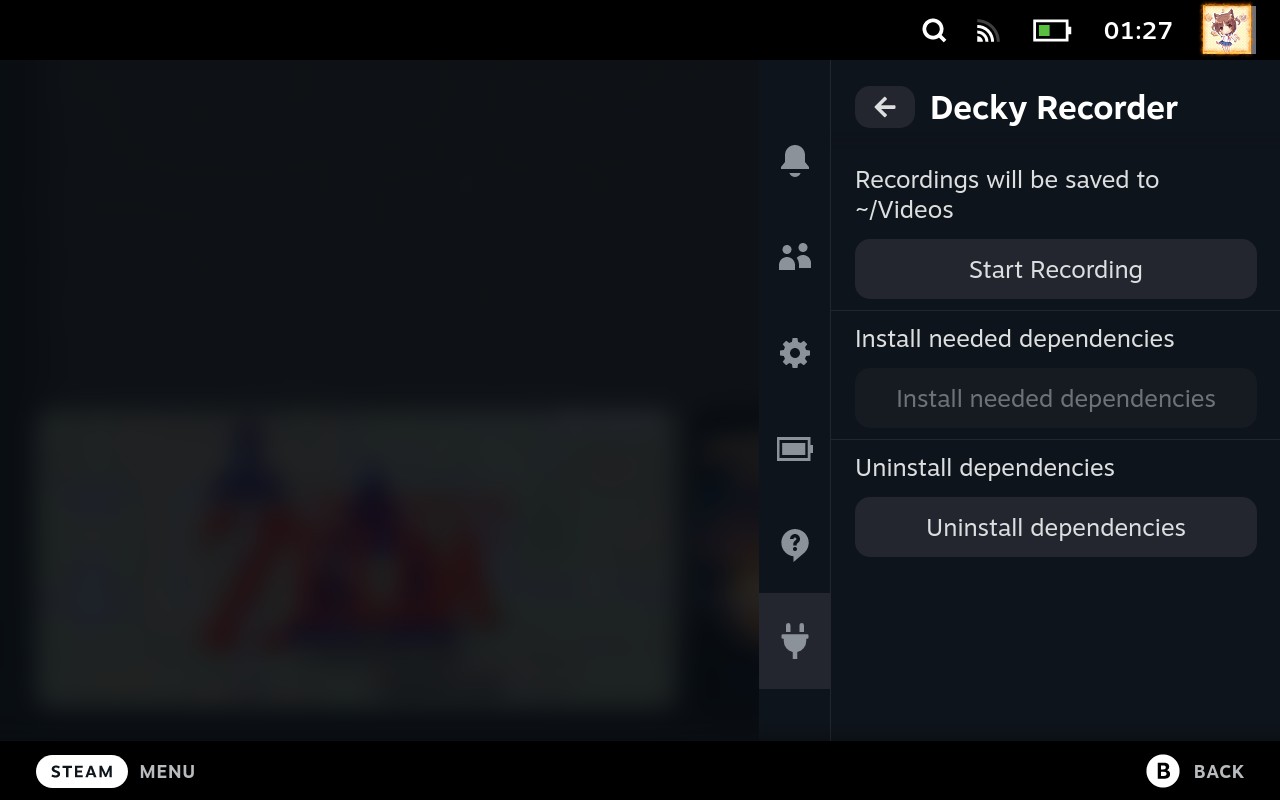 01:27
Decky Recorder
Recordings will be saved to
~/Videos
Start Recording
Install needed dependencies
Install needed dependencies
Uninstall dependencies
Uninstall dependencies
STEAM MENU
B BACK